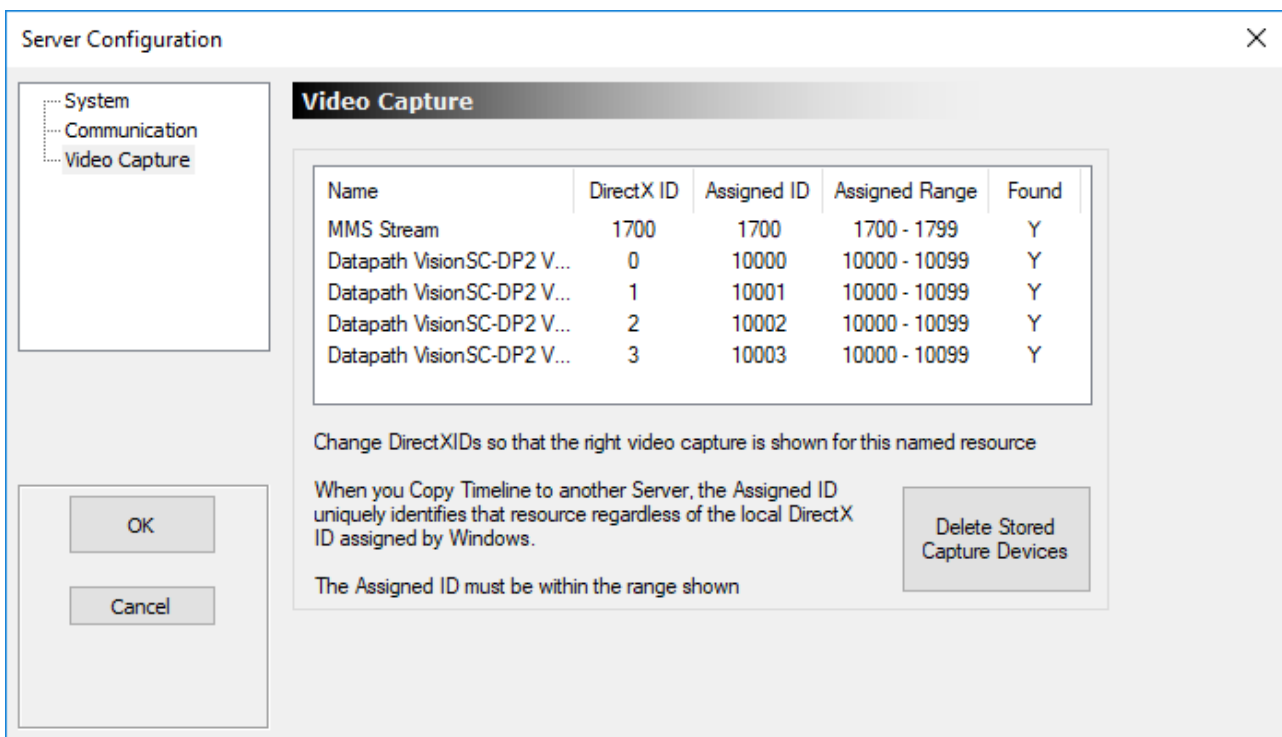 Server Configuration
System
Communication
Video Capture
Video Capture
Name DirectX ID Assigned ID Assigned Range Found
MMS Stream 1700 1700 1700 - 1799 Y
Datapath VisionSC-DP2 V... 0 10000 10000 - 10099 Y
Datapath VisionSC-DP2 V... 1 10001 10000 - 10099 Y
Datapath VisionSC-DP2 V... 2 10002 10000 - 10099 Y
Datapath VisionSC-DP2 V... 3 10003 10000 - 10099 Y
Change DirectXIDs so that the right video capture is shown for this named resource
When you Copy Timeline to another Server, the Assigned ID
uniquely identifies that resource regardless of the local DirectX
ID assigned by Windows.
The Assigned ID must be within the range shown
Delete Stored
Capture Devices
OK
Cancel